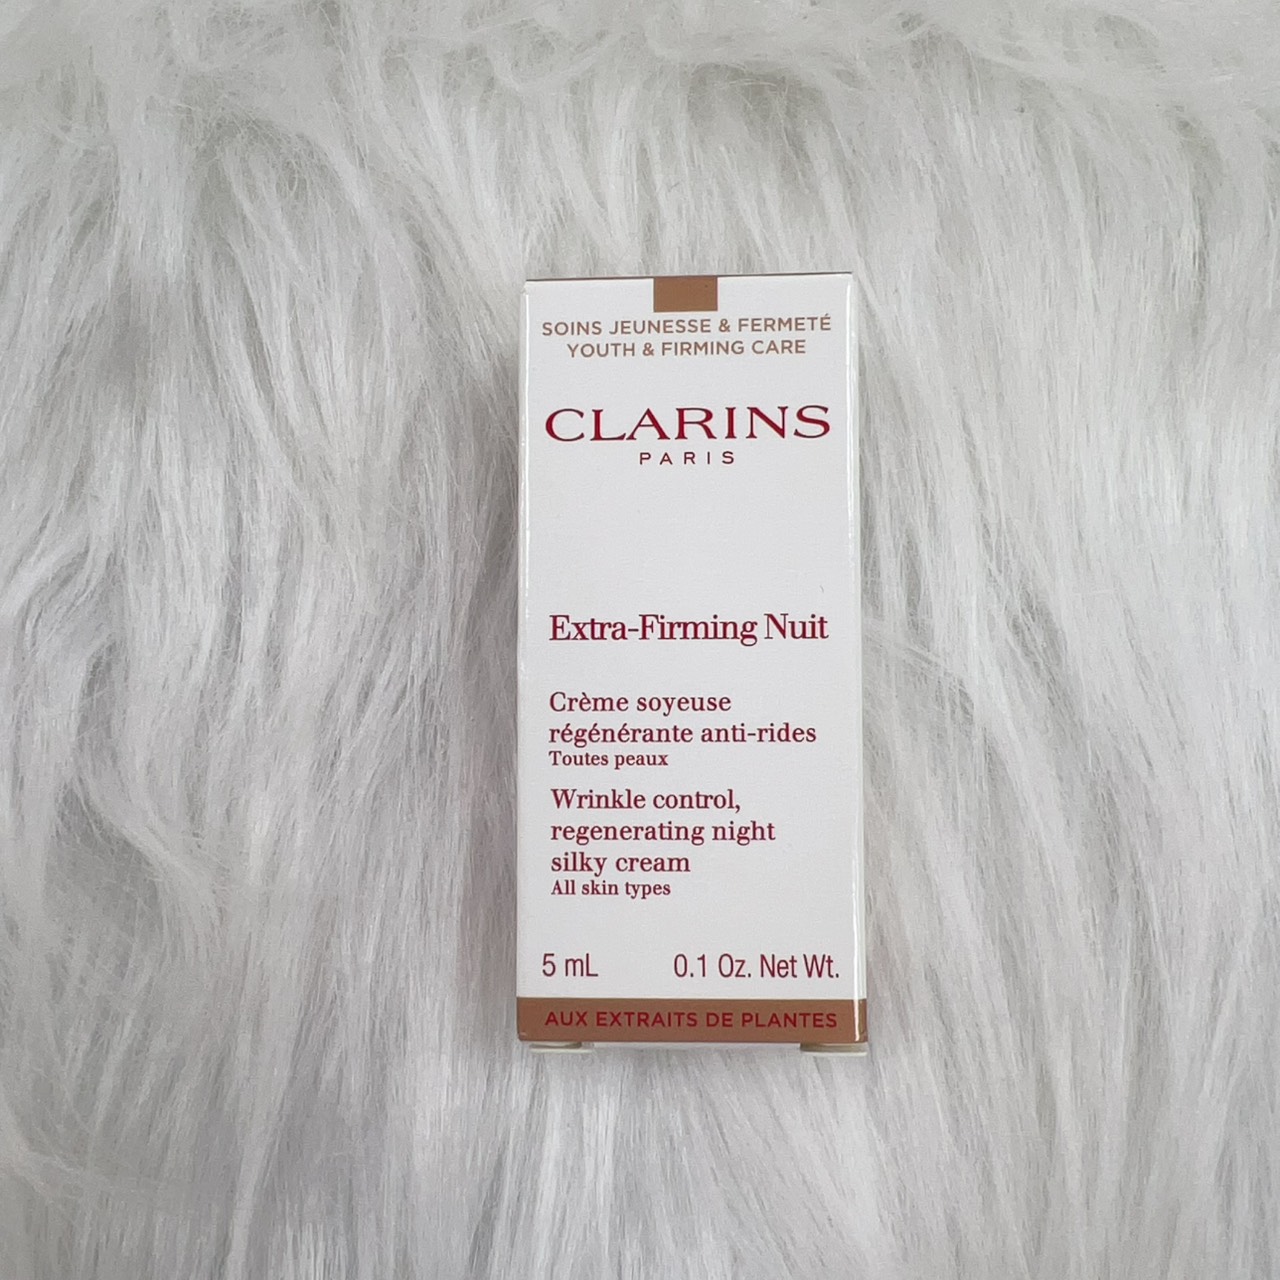 SOINS JEUNESSE & FERMETÉ
YOUTH & FIRMING CARE
CLARINS
PARIS
Extra-Firming Nuit
Crème soyeuse
régénérante anti-rides
Toutes peaux
Wrinkle control,
regenerating night
silky cream
All skin types
5 mL 0.1 Oz. Net Wt.
AUX EXTRAITS DE PLANTES